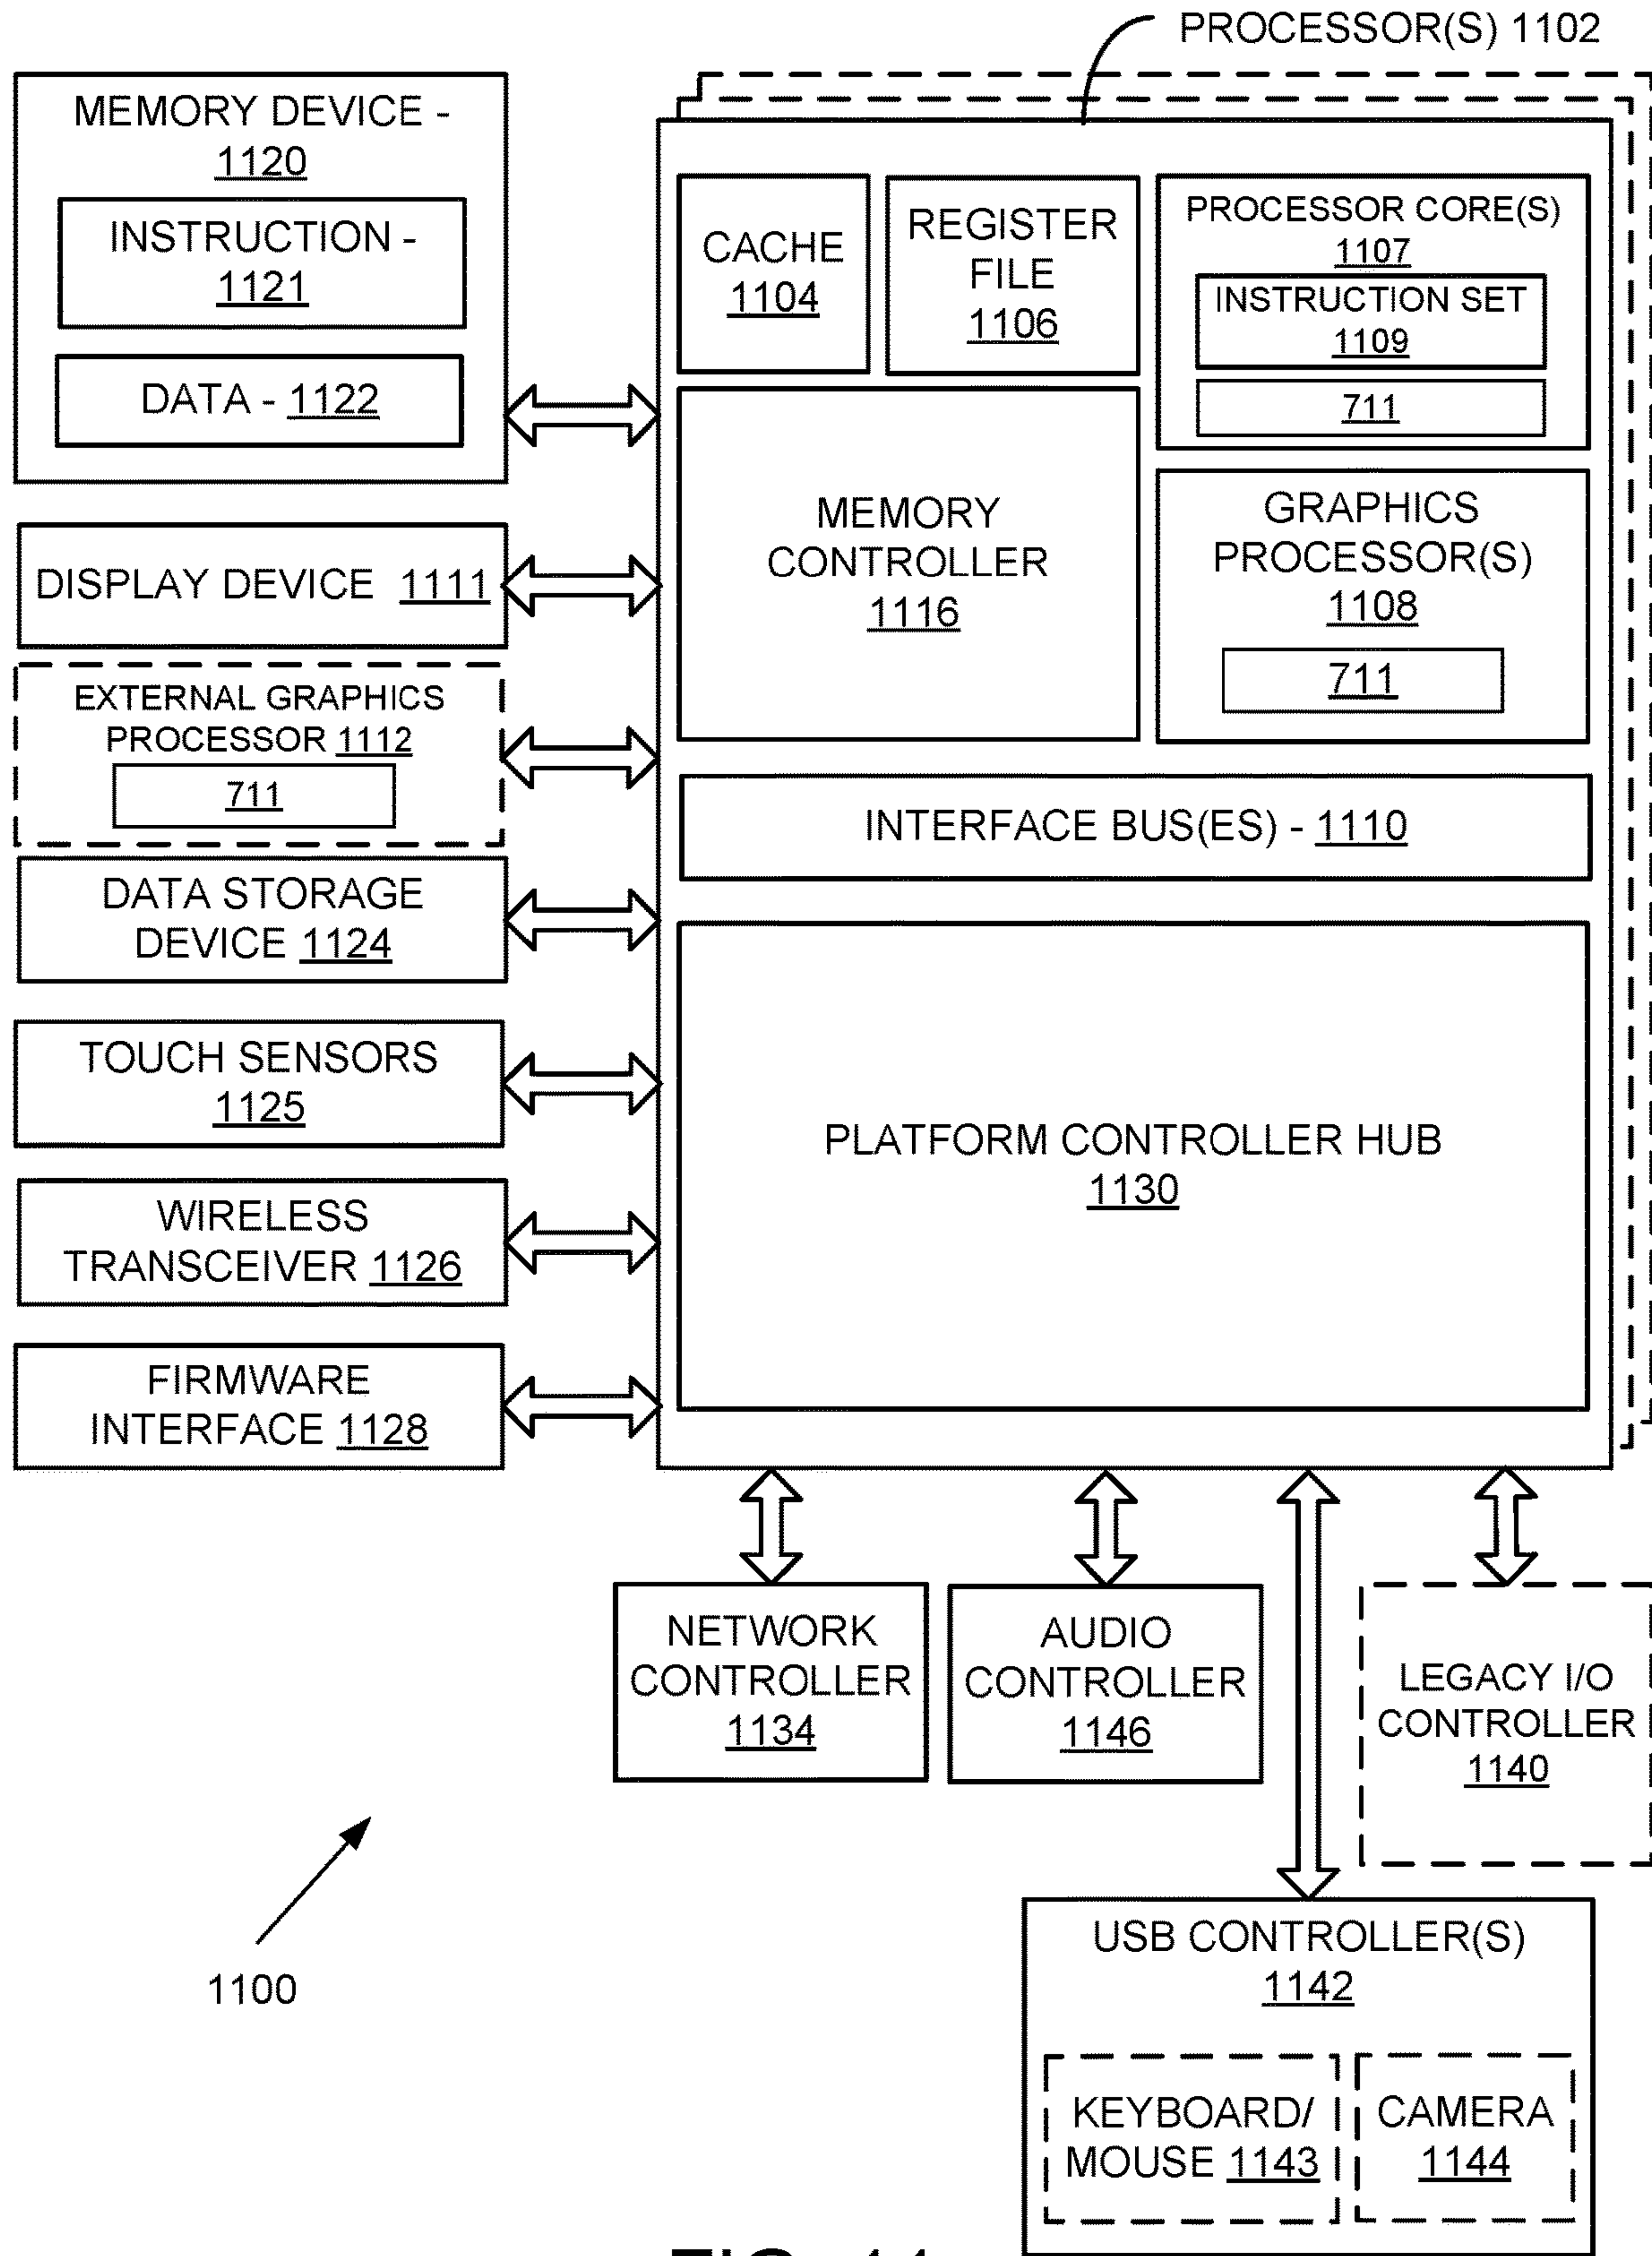 PROCESSOR(S) 1102
MEMORY DEVICE -
1120
INSTRUCTION -
1121
DATA - 1122
CACHE
1104
REGISTER
FILE
1106
PROCESSOR CORE(S)
1107
INSTRUCTION SET
1109
711
MEMORY
CONTROLLER
1116
GRAPHICS
PROCESSOR(S)
1108
711
DISPLAY DEVICE 1111
EXTERNAL GRAPHICS
PROCESSOR 1112
711
INTERFACE BUS(ES) - 1110
DATA STORAGE
DEVICE 1124
TOUCH SENSORS
1125
PLATFORM CONTROLLER HUB
1130
WIRELESS
TRANSCEIVER 1126
FIRMWARE
INTERFACE 1128
NETWORK
CONTROLLER
1134
AUDIO
CONTROLLER
1146
LEGACY I/O
CONTROLLER
1140
1100
USB CONTROLLER(S)
1142
KEYBOARD/
MOUSE 1143
CAMERA
1144